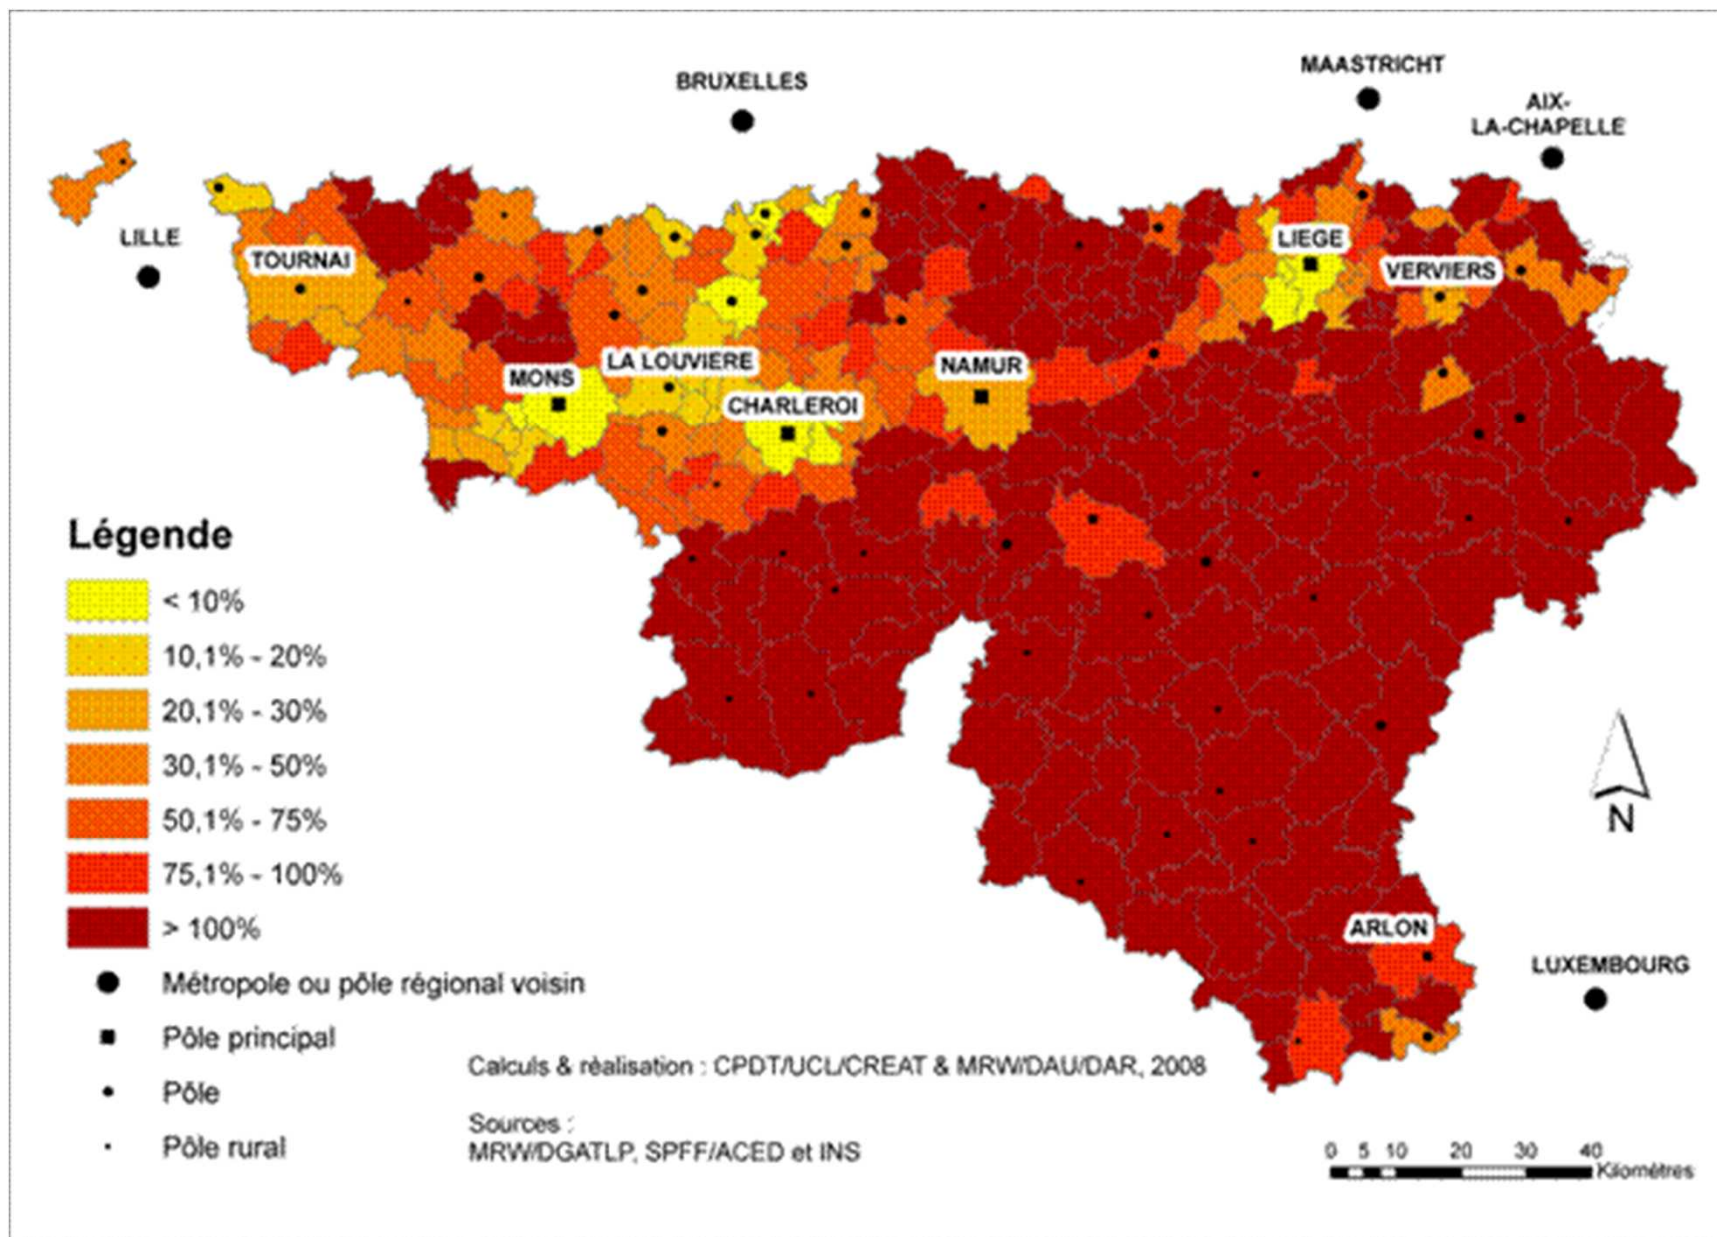 BRUXELLES
MAASTRICHT
AIX-
LA-CHAPELLE
LILLE
TOURNAI
LIEGE
VERVIERS
LA LOUVIERE
MONS
NAMUR
CHARLEROI
Légende
< 10%
10,1% - 20%
20,1% - 30%
30,1% - 50%
50,1% - 75%
75,1% - 100%
> 100%
Métropole ou pôle régional voisin
Pôle principal
Pôle
Pôle rural
ARLON
LUXEMBOURG
N
Calculs & réalisation : CPDT/UCL/CREAT & MRW/DAU/DAR, 2008
Sources :
MRW/DGATLP, SPFF/ACED et INS
0 5 10 20 30 40
Kilomètres